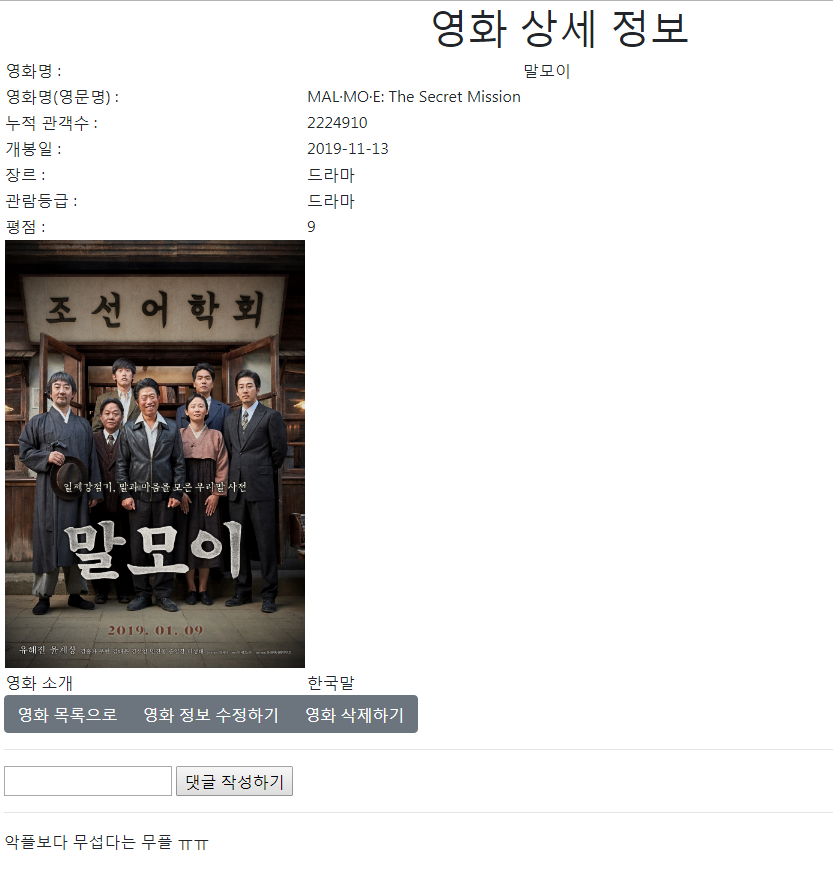 영화 상세 정보
영화명 : 말모이
영화명(영문명) : MAL·MO·E: The Secret Mission
누적 관객수 : 2224910
개봉일 : 2019-11-13
장르 : 드라마
관람등급 : 드라마
평점 : 9
조선어학회
일제강점기, 말과 마음을 모은 우리말 사전
말모이
2019. 01. 09
유해진 윤계상
영화 소개 한국말
영화 목록으로 영화 정보 수정하기 영화 삭제하기
댓글 작성하기
악플보다 무섭다는 무플 ㅠㅠ